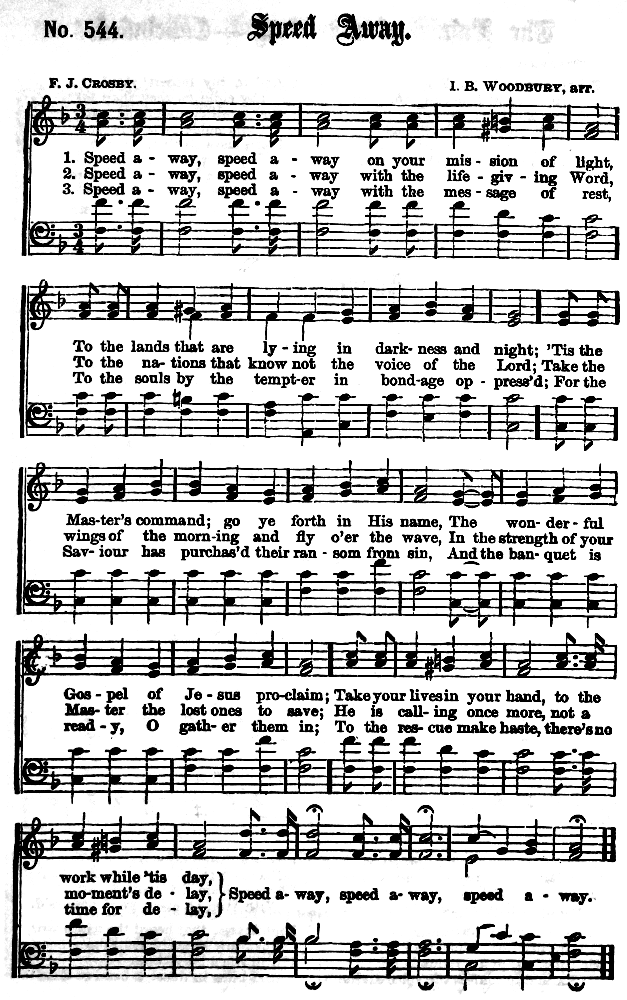 No. 544. Speed Away.
F. J. CROSBY. I. B. WOODBURY, arr.
1. Speed a - way, speed a - way on your mis - sion of light,
2. Speed a - way, speed a - way with the life - giv - ing Word,
3. Speed a - way, speed a - way with the mes - sage of rest,
To the lands that are ly - ing in dark- ness and night; 'Tis the
To the na- tions that know not the voice of the Lord; Take the
To the souls by the tempt-er in bond-age op - press'd; For the
Mas-ter's command; go ye forth in His name, The won- der- ful
wings of the morn-ing and fly o'er the wave, In the strength of your
Sav- iour has purchas'd their ran - som from sin, And the ban- quet is
Gos- pel of Je - sus pro-claim; Take your lives in your hand, to the
Mas- ter the lost ones to save; He is call- ing once more, not a
read - y, O gath- er them in; To the res- cue make haste, there's no
work while 'tis day,
mo-ment's de - lay, } Speed a- way, speed a- way, speed a - way.
time for de - lay,